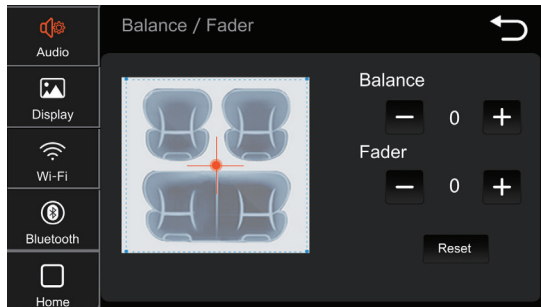 Audio
Display
Wi-Fi
Bluetooth
Home
Balance / Fader
Balance
0
Fader
0
Reset